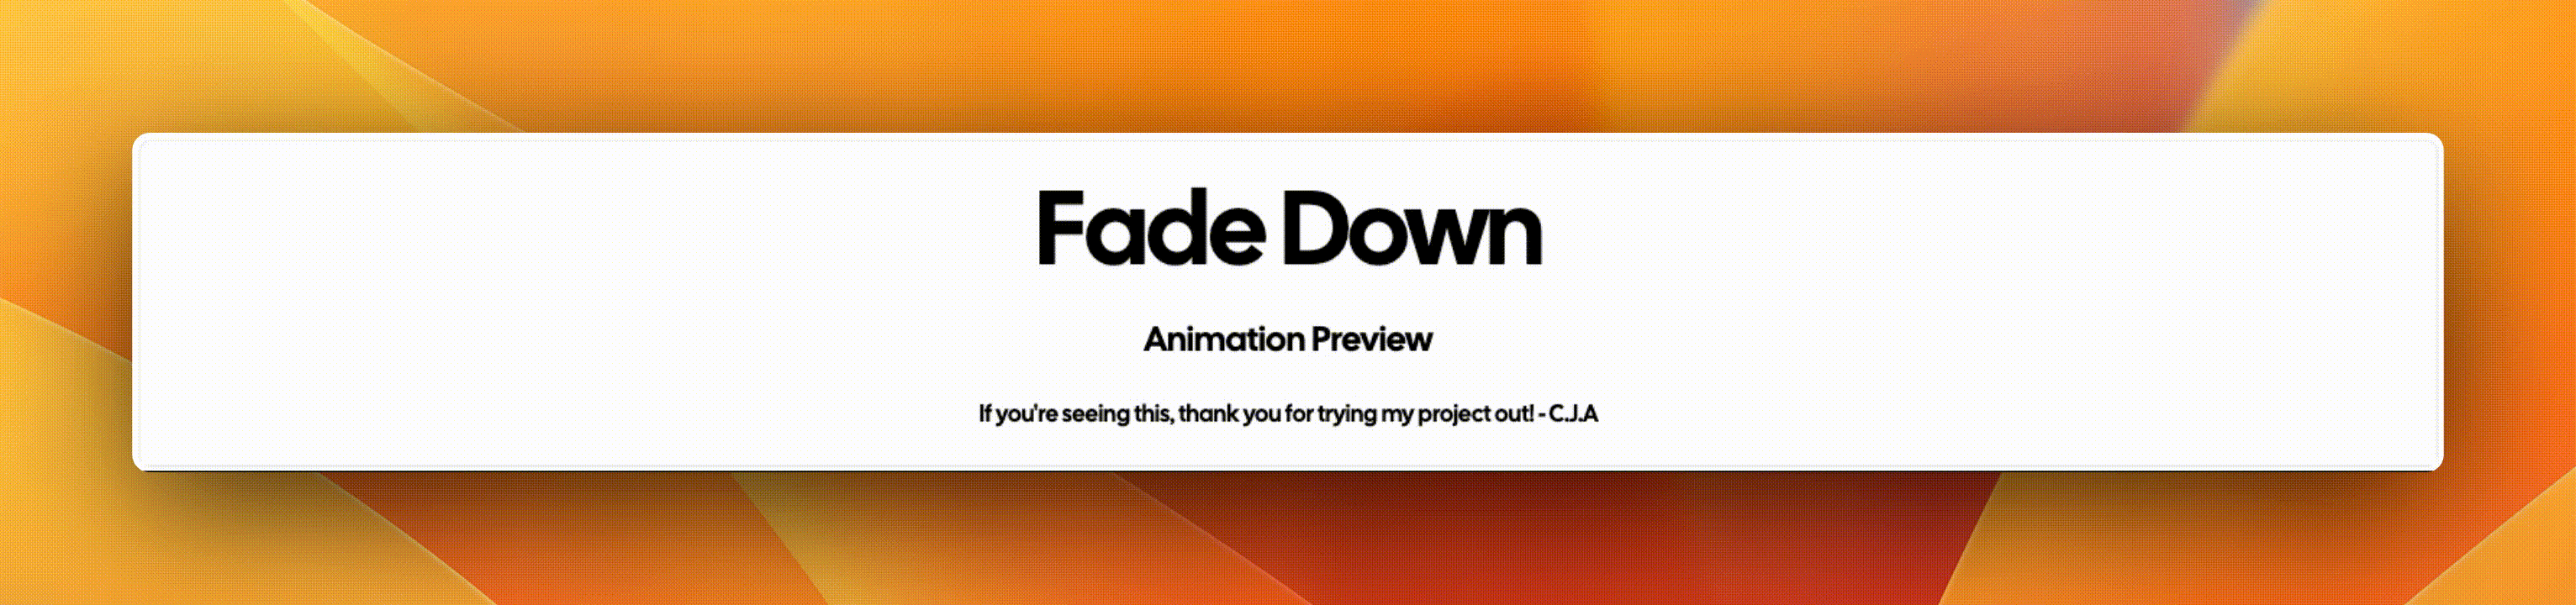 Fade Down
Animation Preview
If you're seeing this, thank you for trying my project out! - C.J.A